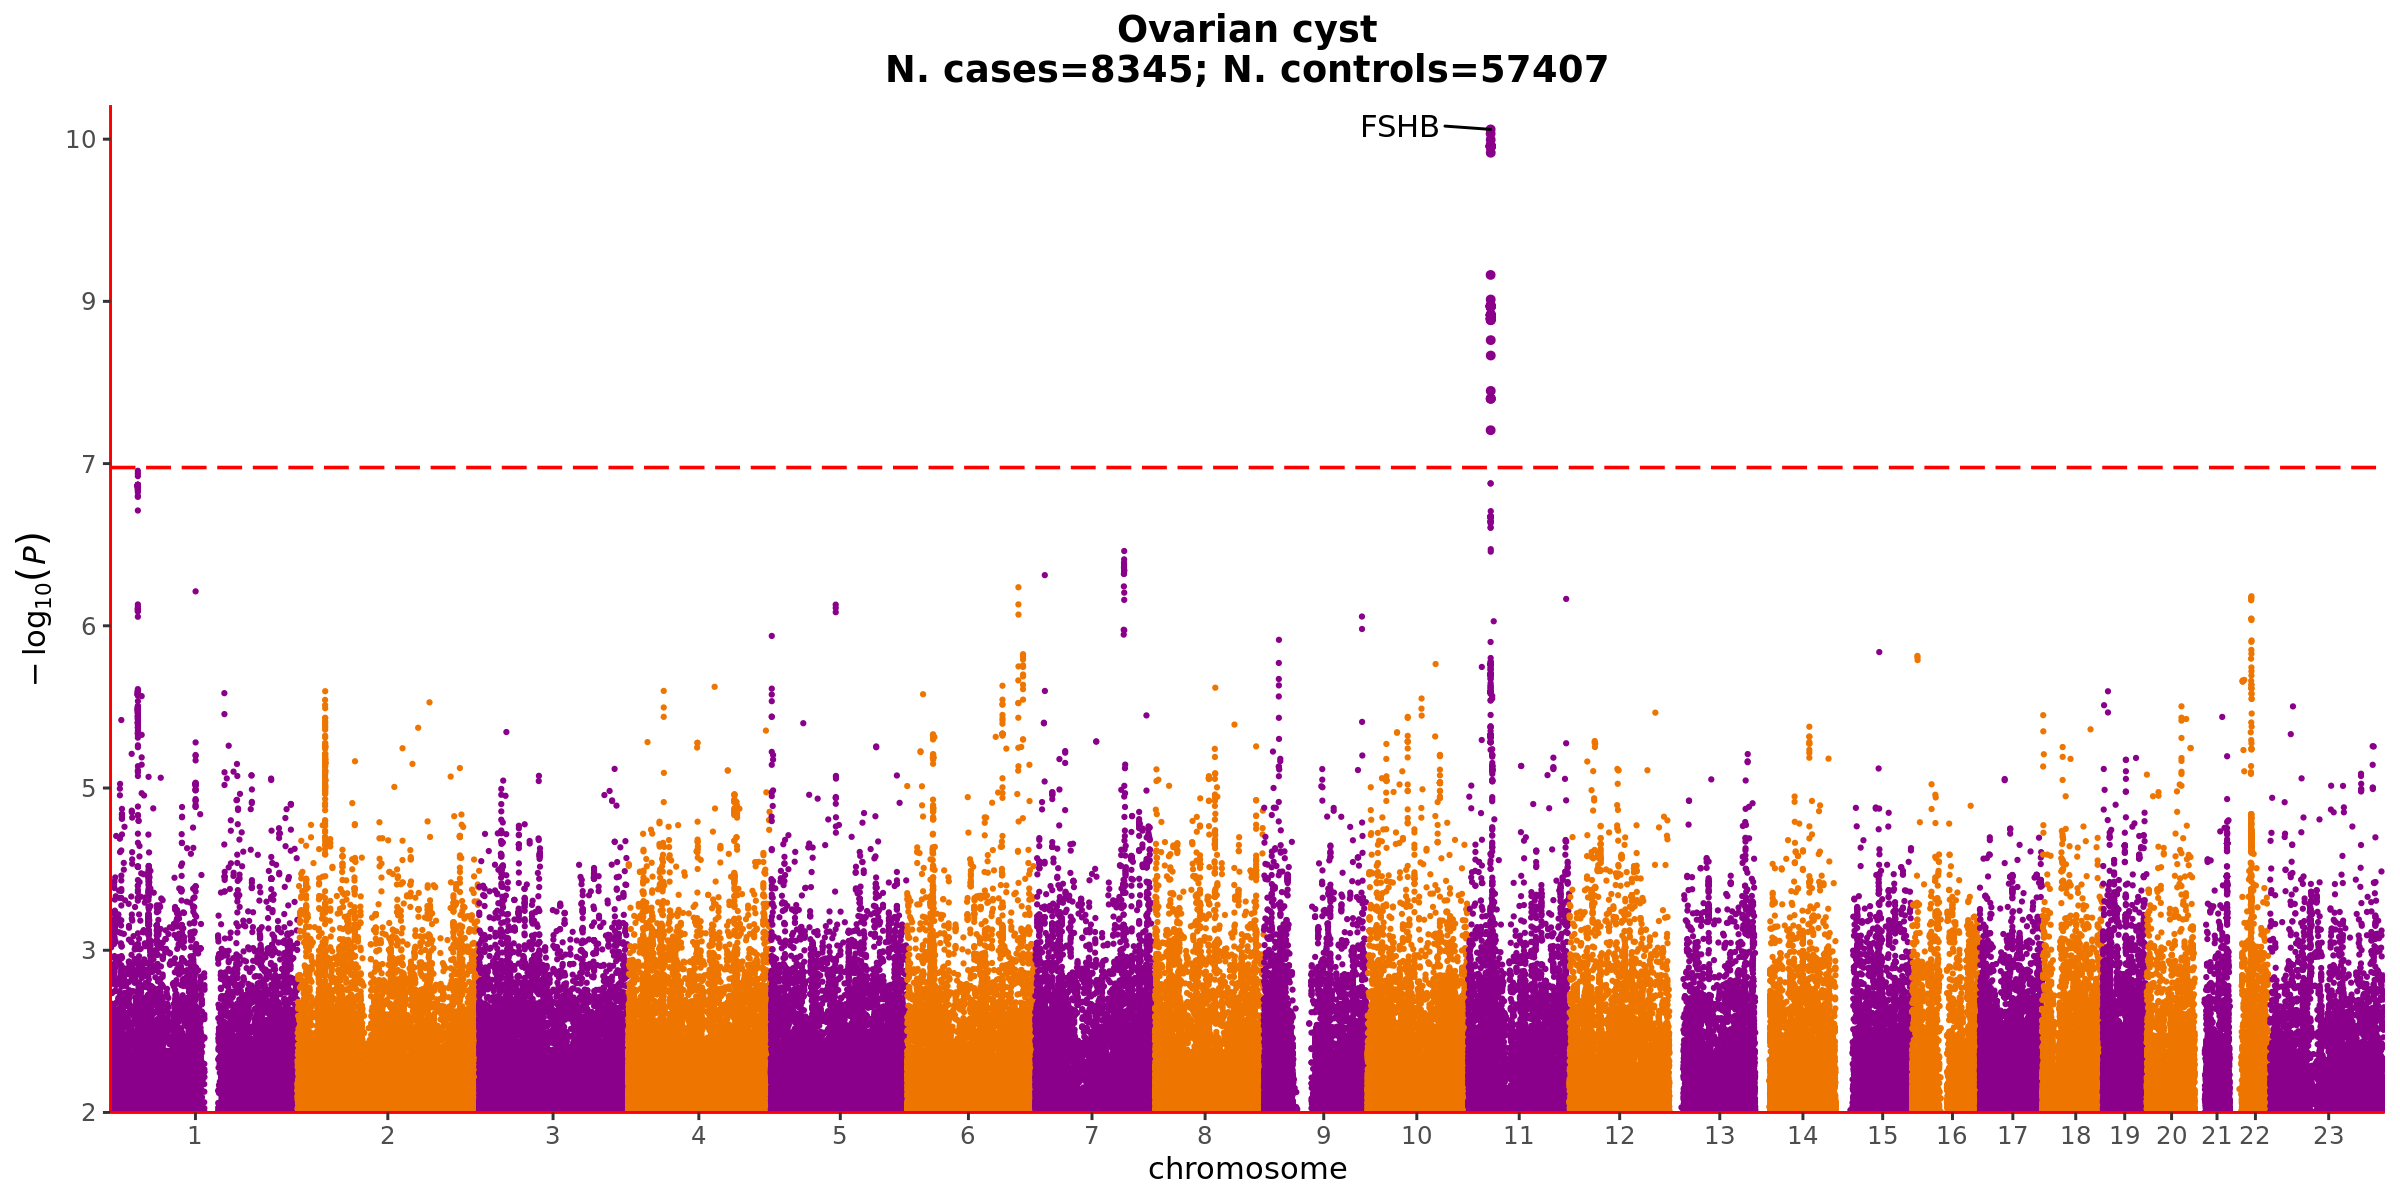 Ovarian cyst
N. cases=8345; N. controls=57407
FSHB
10
9
7
6
5
3
2
− log10(P)
1 2 3 4 5 6 7 8 9 10 11 12 13 14 15 16 17 18 19 20 21 22 23
chromosome